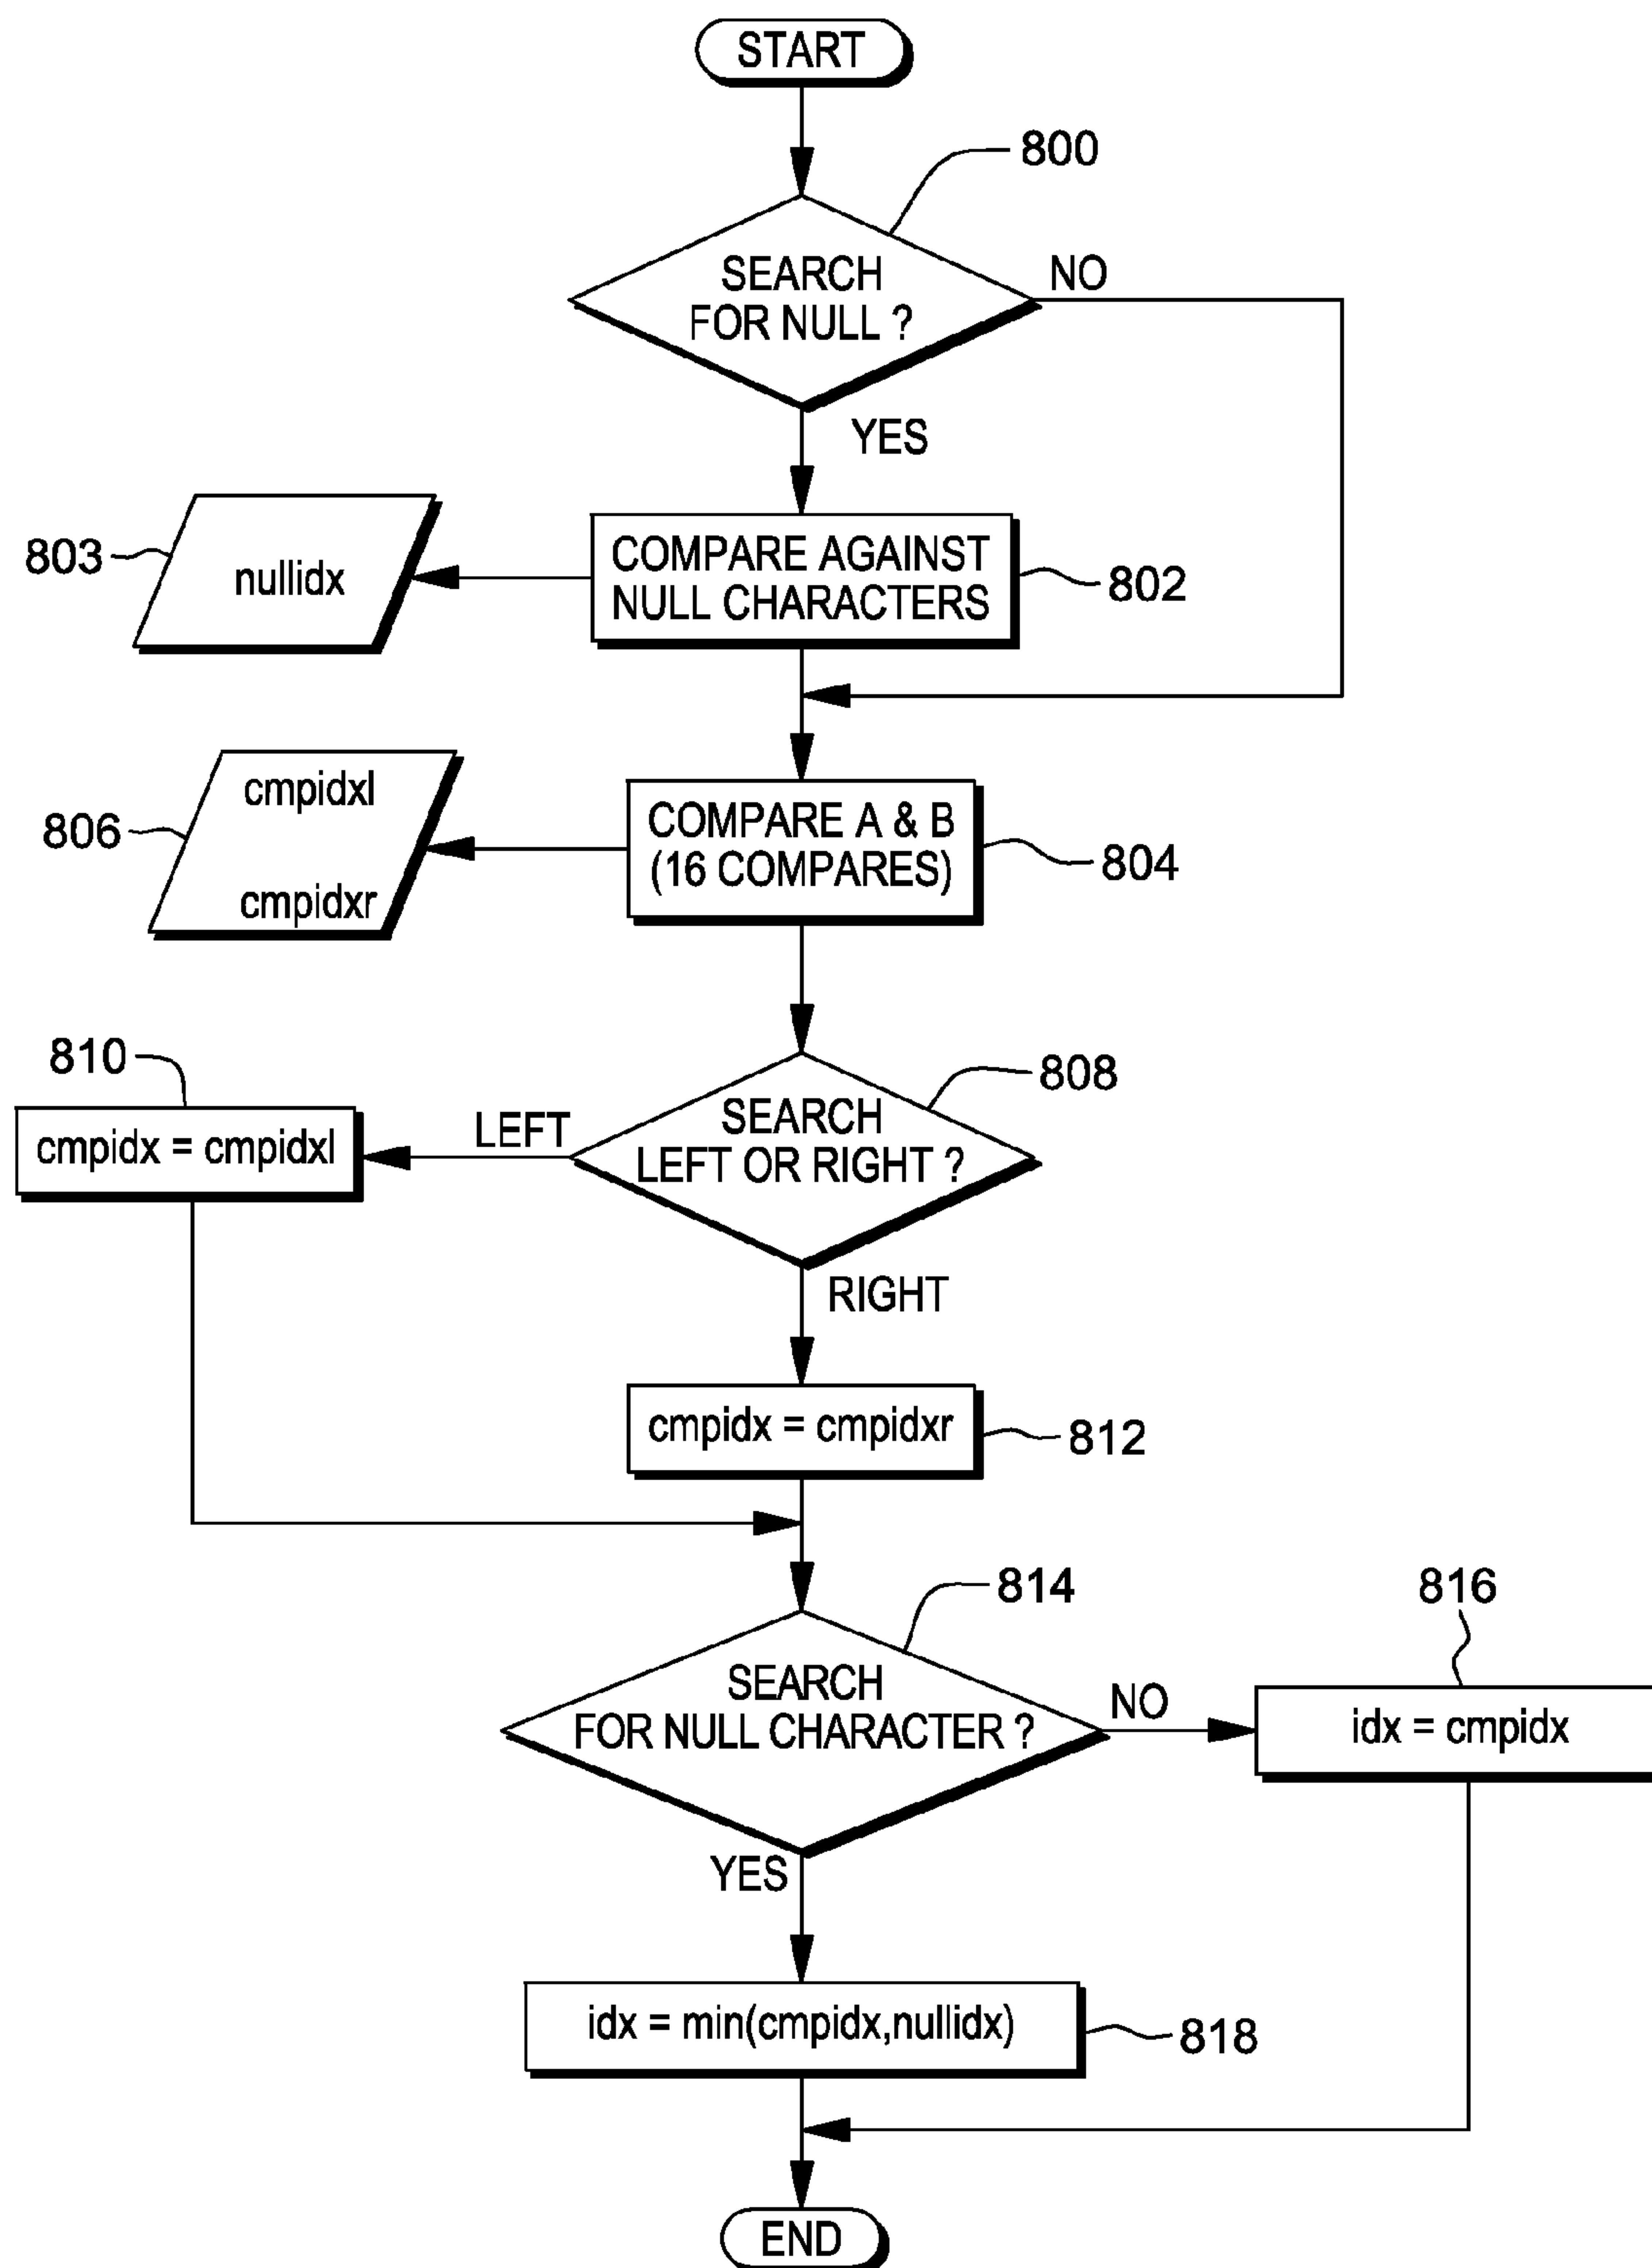 START
800
SEARCH
FOR NULL ?
NO
YES
803
nullidx
COMPARE AGAINST
NULL CHARACTERS
802
cmpidxl
806
cmpidxr
COMPARE A & B
(16 COMPARES)
804
810
808
cmpidx = cmpidxl
LEFT
SEARCH
LEFT OR RIGHT ?
RIGHT
cmpidx = cmpidxr
812
814
816
SEARCH
FOR NULL CHARACTER ?
NO
idx = cmpidx
YES
idx = min(cmpidx,nullidx)
818
END